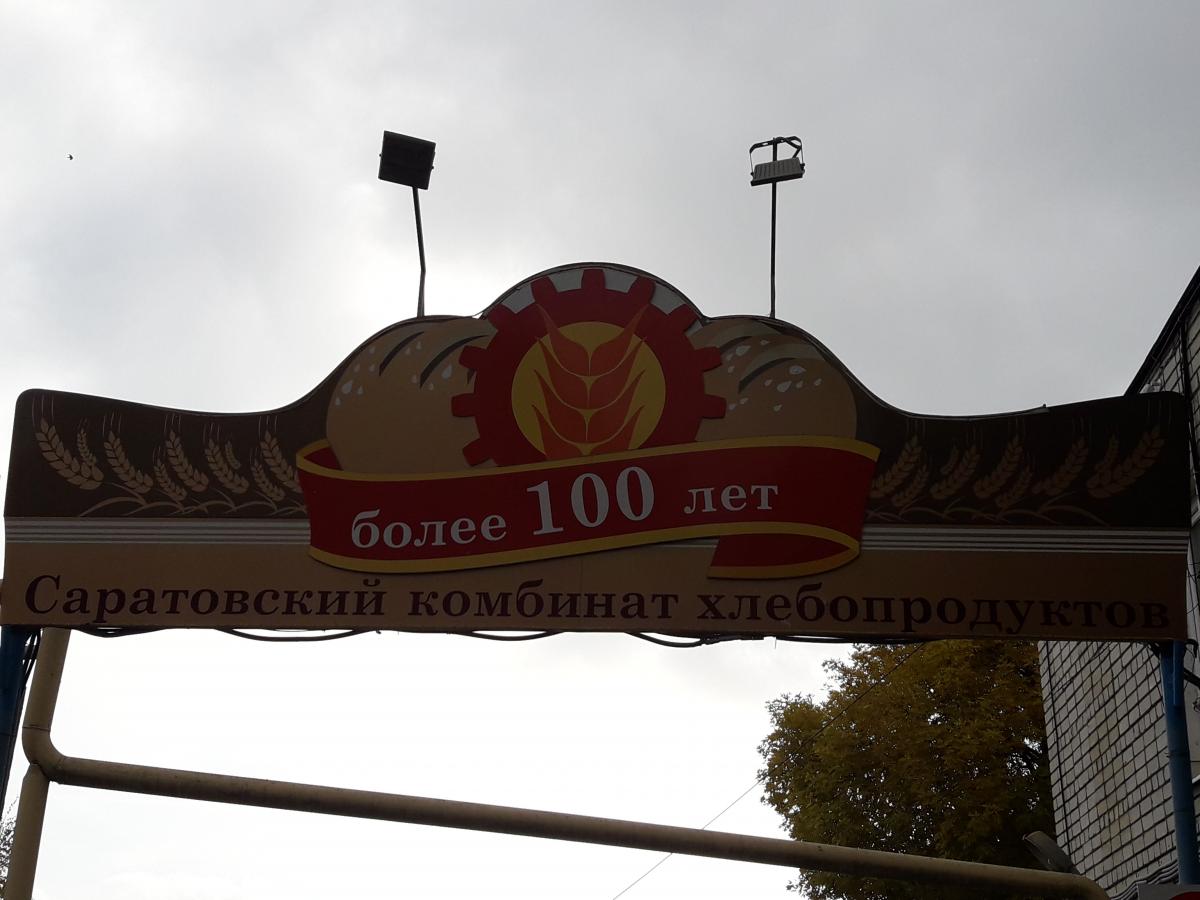 более 100 лет
Саратовский комбинат хлебопродуктов